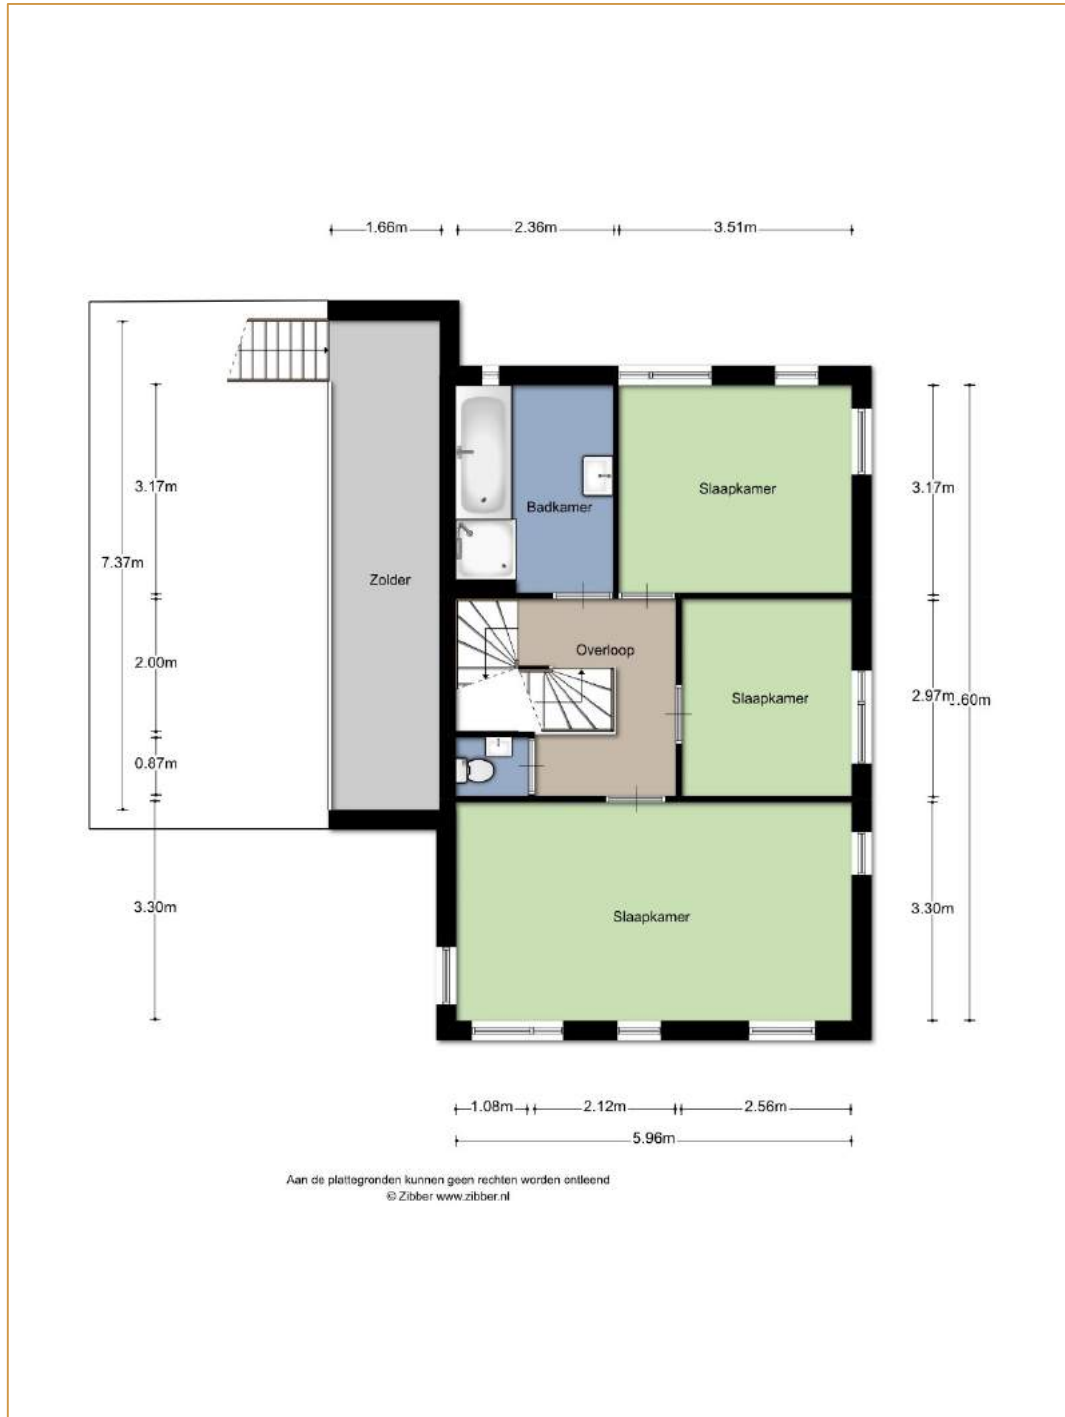 1.66m 2.36m 3.51m
3.17m
3.17m
Slaapkamer
Badkamer
7.37m
Zolder
2.00m
Overloop
2.97m
.60m
Slaapkamer
0.87m
3.30m
Slaapkamer
3.30m
1.08m 2.12m 2.56m
5.96m
Aan de plattegronden kunnen geen rechten worden ontleend
© Zibber www.zibber.nl